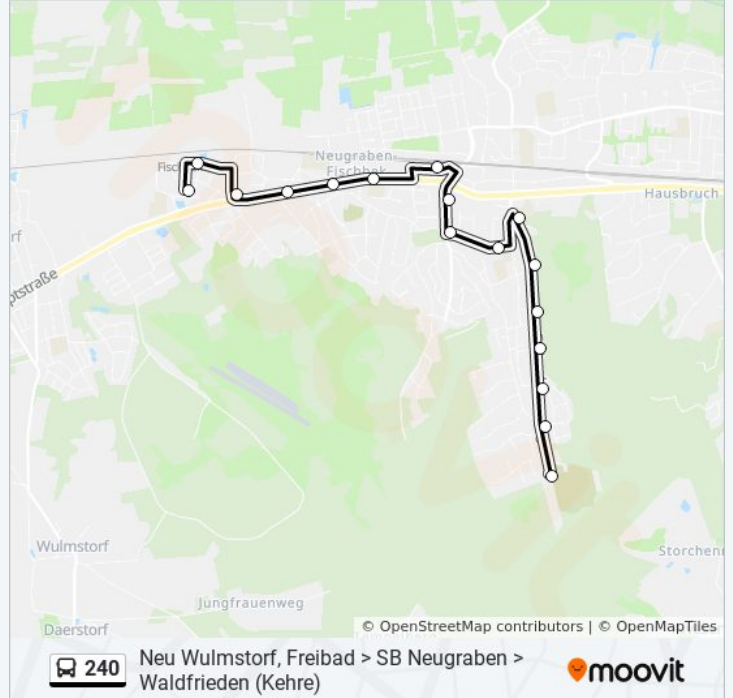 Neugraben-
Fischbek
Fisch
Hausbruch
rf
ptstraße
Wulmstorf
Storchenn
Jungfrauenweg
Daerstorf
© OpenStreetMap contributors | © OpenMapTiles
240
Neu Wulmstorf, Freibad > SB Neugraben >
Waldfrieden (Kehre)
moovit